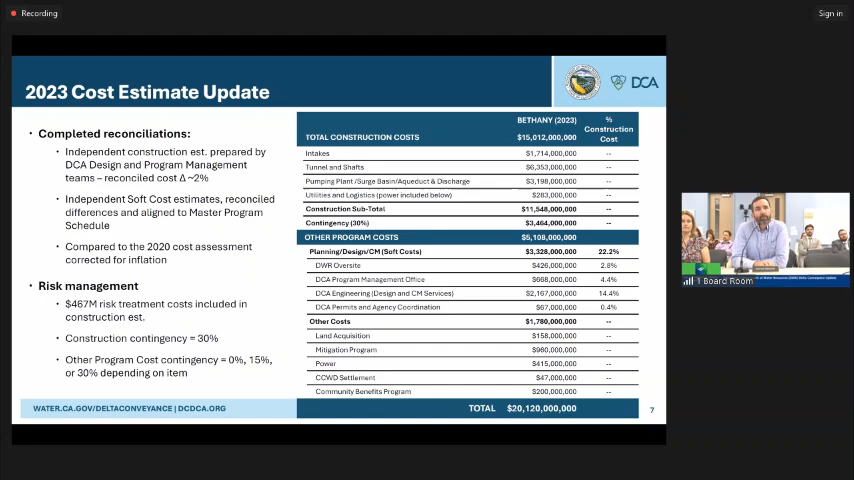 Recording
Sign in
2023 Cost Estimate Update
DCA
• Completed reconciliations:
• Independent construction est. prepared by
DCA Design and Program Management
teams – reconciled cost Δ ~2%
• Independent Soft Cost estimates, reconciled
differences and aligned to Master Program
Schedule
• Compared to the 2020 cost assessment
corrected for inflation
• Risk management
• $467M risk treatment costs included in
construction est.
• Construction contingency = 30%
• Other Program Cost contingency = 0%, 15%,
or 30% depending on item
BETHANY (2023) %
Construction
Cost
TOTAL CONSTRUCTION COSTS $15,012,000,000
Intakes $1,714,000,000 --
Tunnel and Shafts $6,353,000,000 --
Pumping Plant /Surge Basin/Aqueduct & Discharge $3,198,000,000 --
Utilities and Logistics (power included below) $283,000,000 --
Construction Sub-Total $11,548,000,000 --
Contingency (30%) $3,464,000,000 --
OTHER PROGRAM COSTS $5,108,000,000
Planning/Design/CM (Soft Costs) $3,328,000,000 22.2%
DWR Oversite $426,000,000 2.8%
DCA Program Management Office $668,000,000 4.4%
DCA Engineering (Design and CM Services) $2,167,000,000 14.4%
DCA Permits and Agency Coordination $67,000,000 0.4%
Other Costs $1,780,000,000 --
Land Acquisition $158,000,000 --
Mitigation Program $960,000,000 --
Power $415,000,000 --
CCWD Settlement $47,000,000 --
Community Benefits Program $200,000,000 --
TOTAL $20,120,000,000
WATER.CA.GOV/DELTACONVEYANCE | DCDCA.ORG
7
1 Board Room